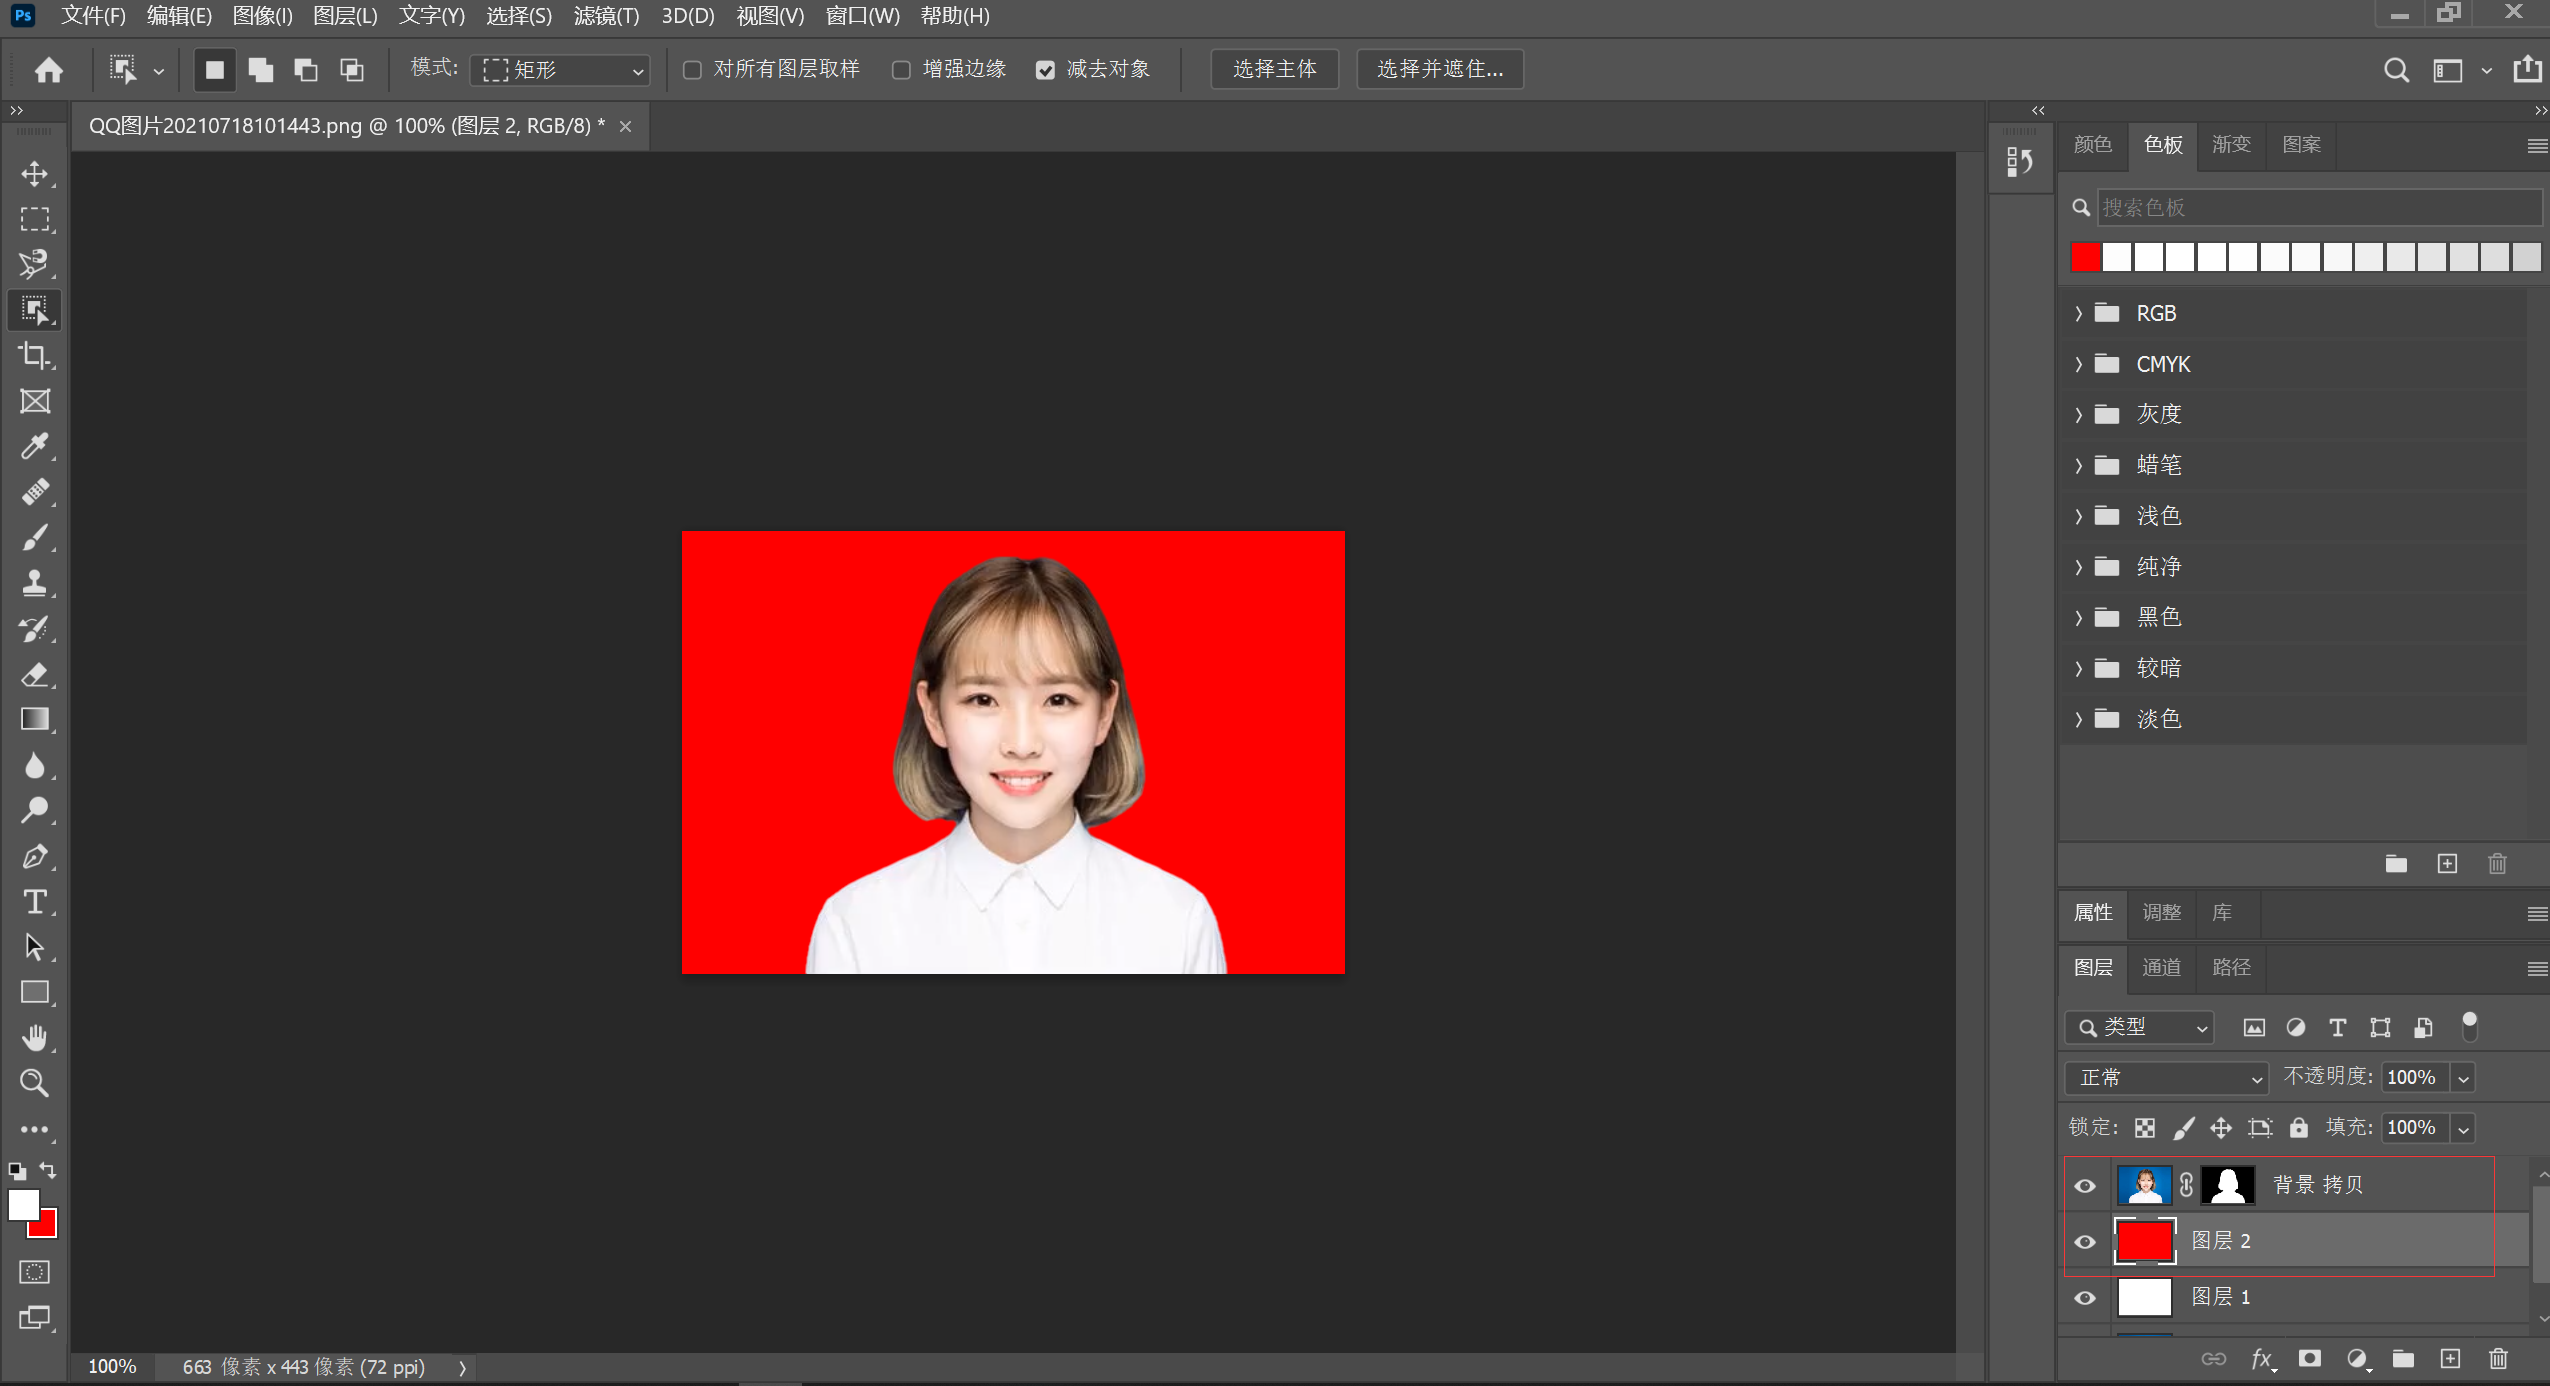 Ps 文件(F) 编辑(E) 图像(I) 图层(L) 文字(Y) 选择(S) 滤镜(T) 3D(D) 视图(V) 窗口(W) 帮助(H)
模式: 矩形 对所有图层取样 增强边缘 减去对象 选择主体 选择并遮住...
QQ图片20210718101443.png @ 100% (图层 2, RGB/8) *
颜色 色板 渐变 图案
搜索色板
RGB
CMYK
灰度
蜡笔
浅色
纯净
黑色
较暗
淡色
属性 调整 库
图层 通道 路径
类型
正常 不透明度: 100%
锁定: 填充: 100%
背景 拷贝
图层 2
图层 1
fx
100% 663 像素 x 443 像素 (72 ppi)